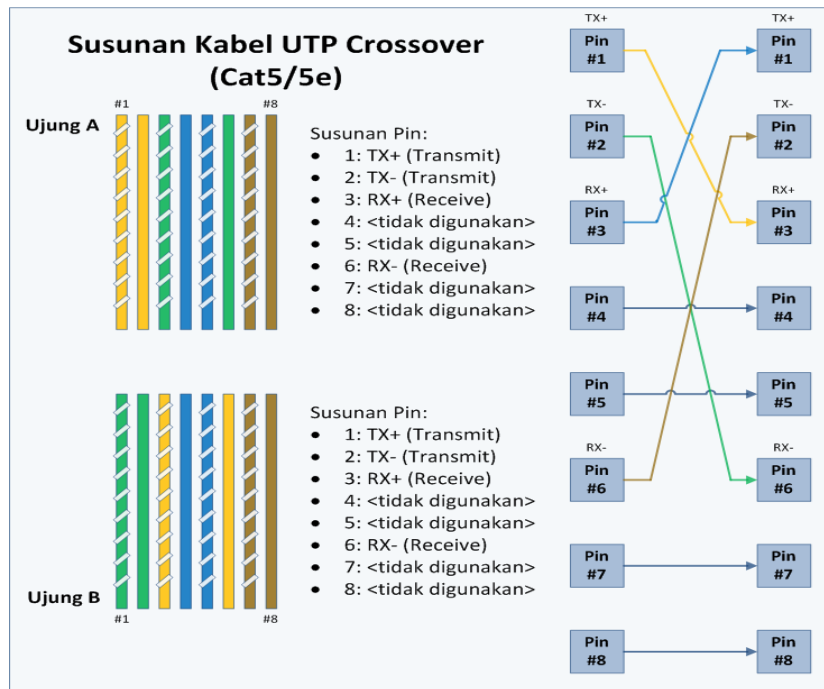 Susunan Kabel UTP Crossover
(Cat5/5e)
#1
#8
Ujung A
Susunan Pin:
• 1: TX+ (Transmit)
• 2: TX- (Transmit)
• 3: RX+ (Receive)
• 4: <tidak digunakan>
• 5: <tidak digunakan>
• 6: RX- (Receive)
• 7: <tidak digunakan>
• 8: <tidak digunakan>
Susunan Pin:
• 1: TX+ (Transmit)
• 2: TX- (Transmit)
• 3: RX+ (Receive)
• 4: <tidak digunakan>
• 5: <tidak digunakan>
• 6: RX- (Receive)
• 7: <tidak digunakan>
• 8: <tidak digunakan>
Ujung B
#1
#8
TX+
Pin
#1
TX+
Pin
#1
TX-
Pin
#2
TX-
Pin
#2
RX+
Pin
#3
RX+
Pin
#3
Pin
#4
Pin
#4
Pin
#5
Pin
#5
RX-
Pin
#6
RX-
Pin
#6
Pin
#7
Pin
#7
Pin
#8
Pin
#8